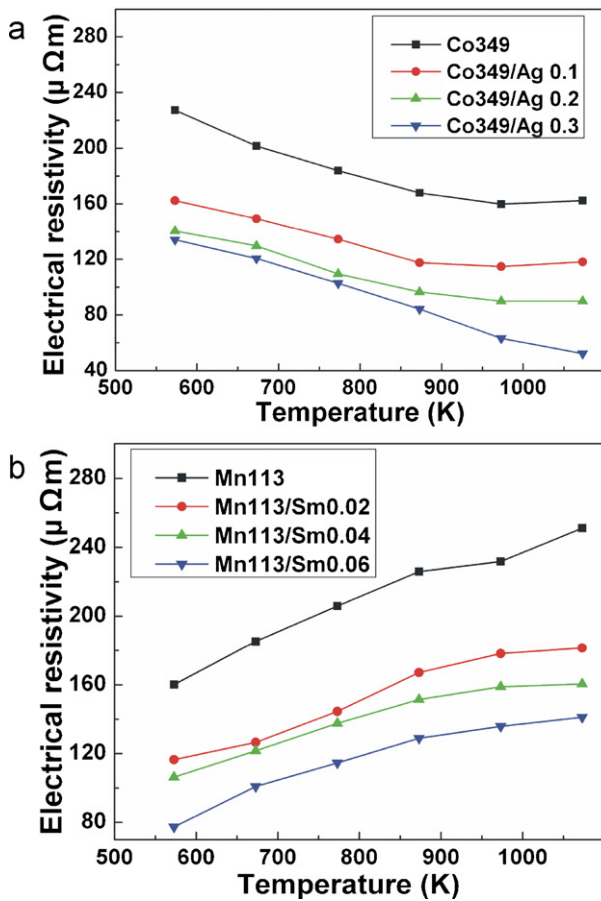 a
Electrical resistivity (μ Ωm)
280
240
200
160
120
80
40
Co349
Co349/Ag 0.1
Co349/Ag 0.2
Co349/Ag 0.3
500 600 700 800 900 1000
Temperature (K)
b
Electrical resistivity (μ Ωm)
280
240
200
160
120
80
Mn113
Mn113/Sm0.02
Mn113/Sm0.04
Mn113/Sm0.06
500 600 700 800 900 1000
Temperature (K)